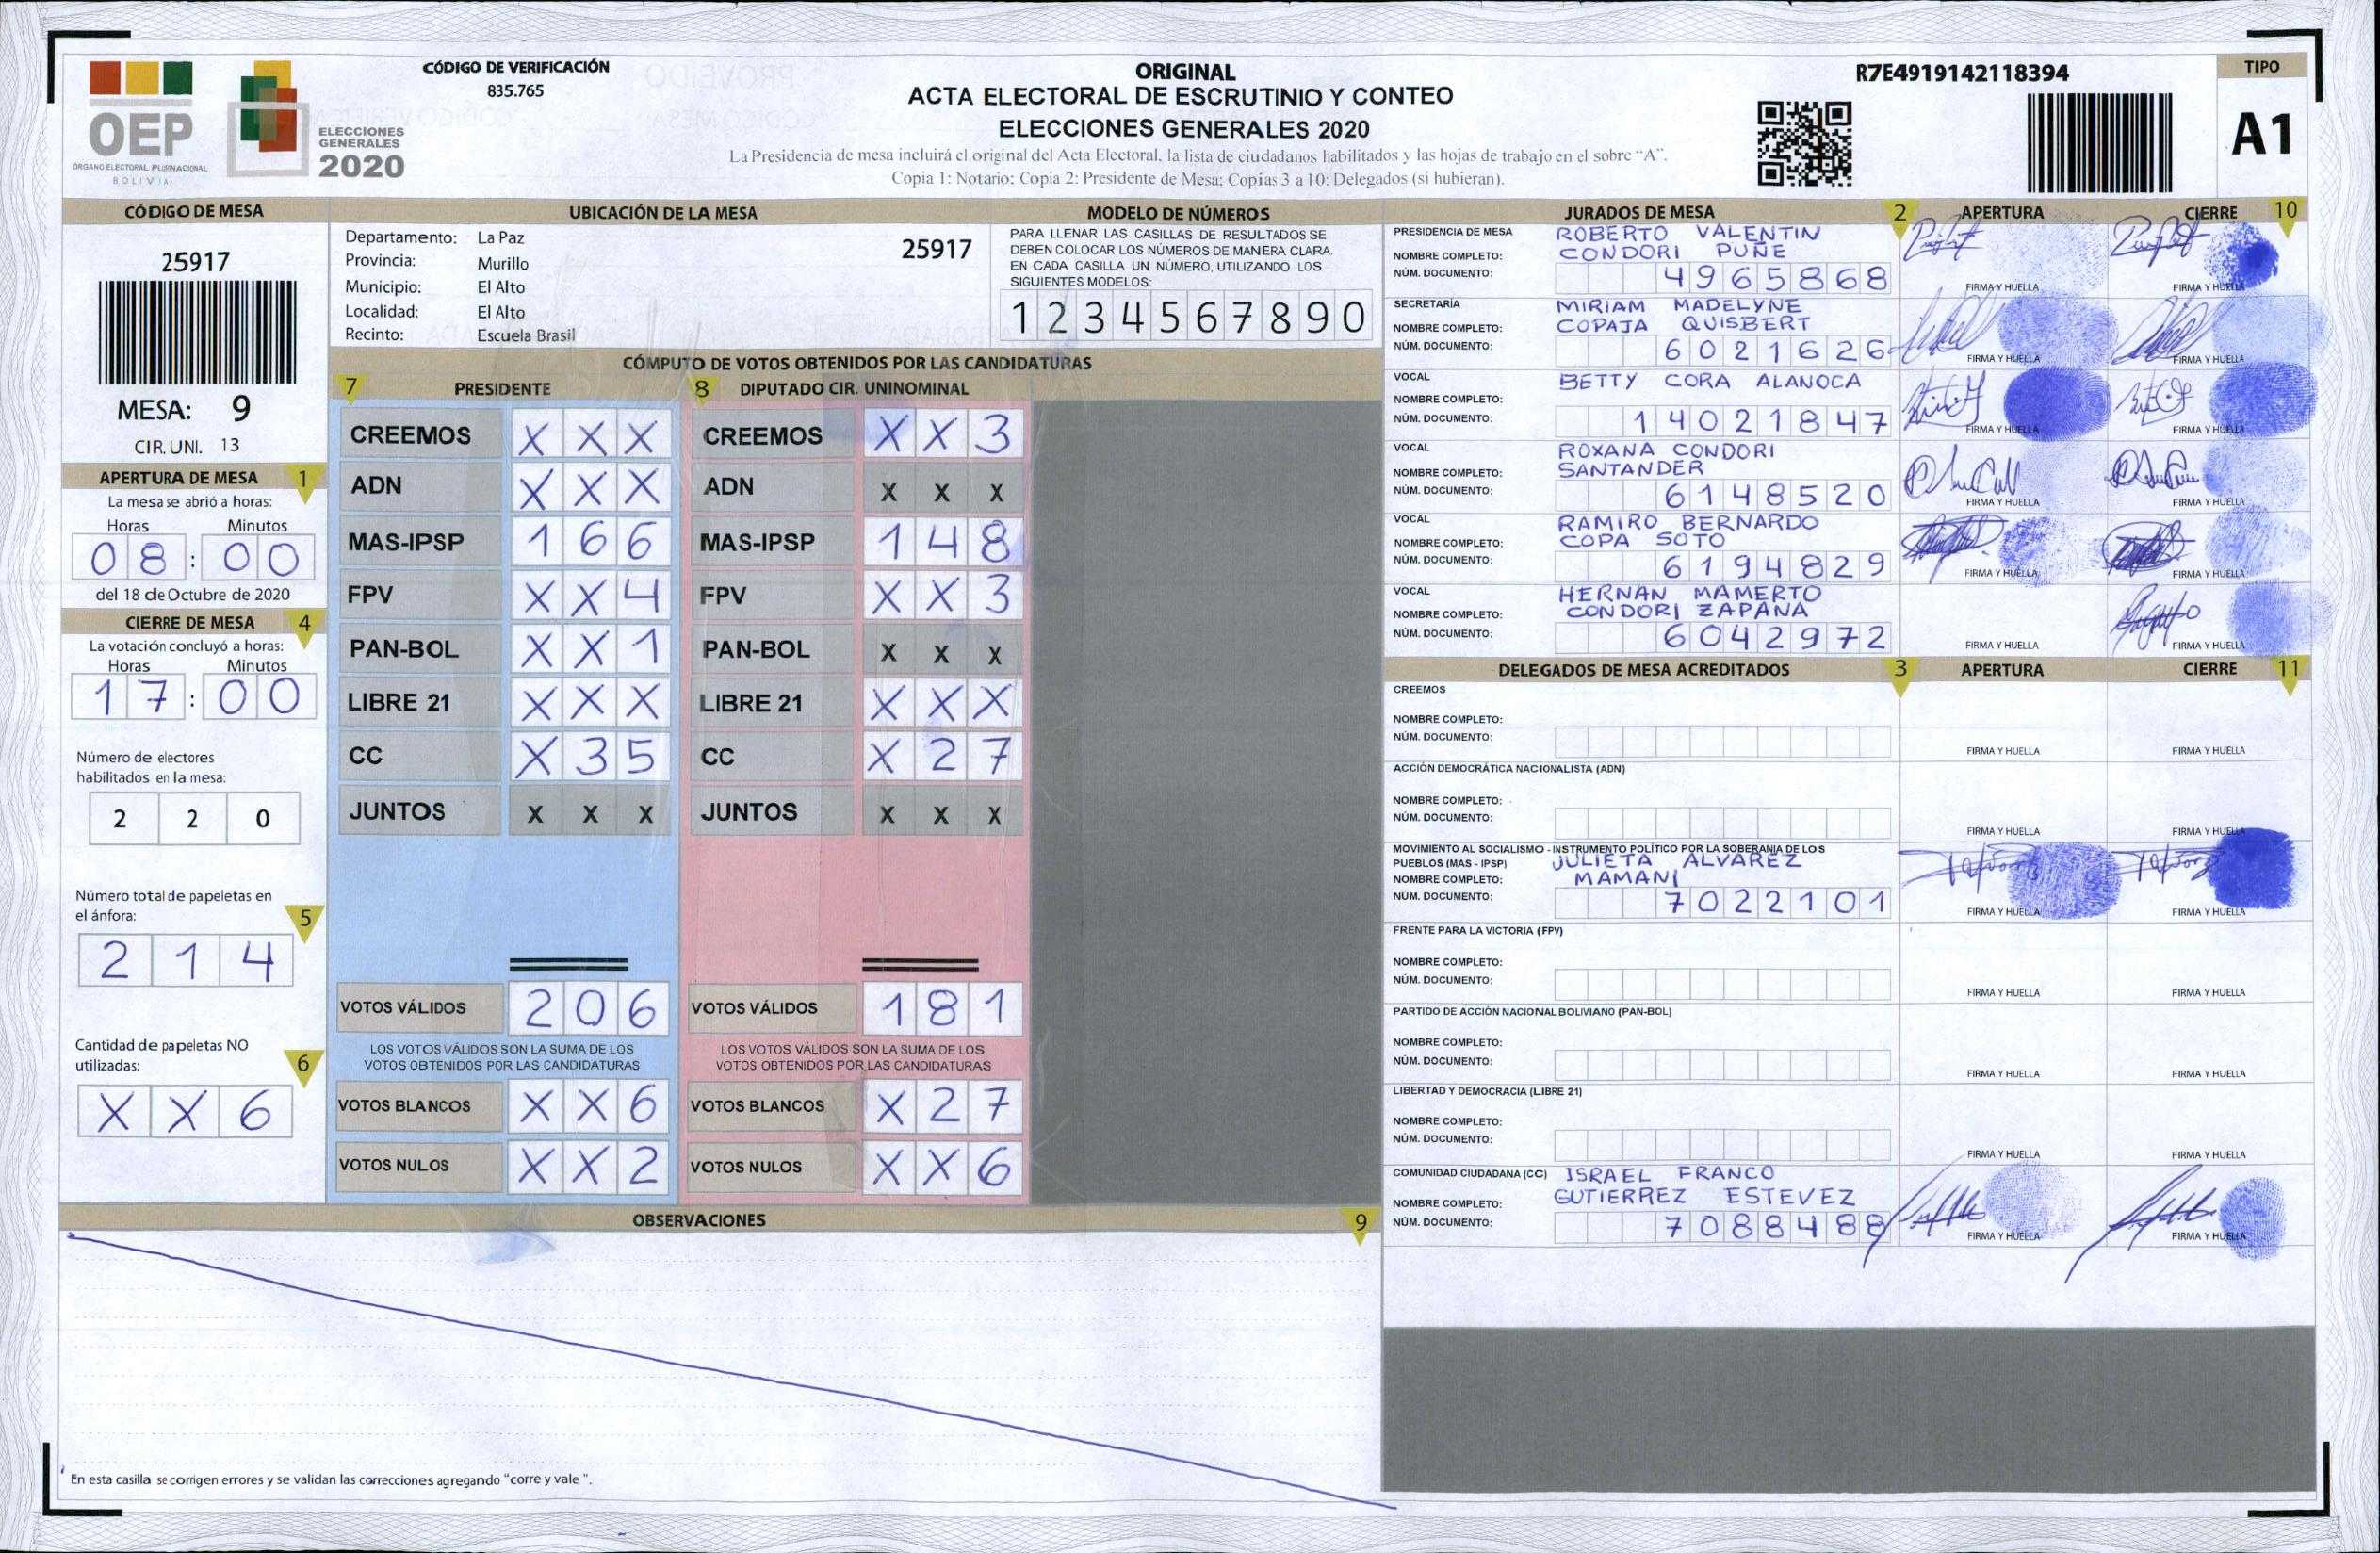 OEP
ÓRGANO ELECTORAL PLURINACIONAL
BOLIVIA
ELECCIONES
GENERALES
2020
CÓDIGO DE VERIFICACIÓN
835.765
ORIGINAL
ACTA ELECTORAL DE ESCRUTINIO Y CONTEO
ELECCIONES GENERALES 2020
La Presidencia de mesa incluirá el original del Acta Electoral, la lista de ciudadanos habilitados y las hojas de trabajo en el sobre "A".
Copia 1: Notario; Copia 2: Presidente de Mesa; Copias 3 a 10: Delegados (si hubieran).
R7E4919142118394
TIPO
A1
CÓDIGO DE MESA
25917
MESA: 9
CIR. UNI. 13
APERTURA DE MESA 1
La mesa se abrió a horas:
Horas Minutos
08 : 00
del 18 de Octubre de 2020
CIERRE DE MESA 4
La votación concluyó a horas:
Horas Minutos
17 : 00
Número de electores
habilitados en la mesa:
2 2 0
Número total de papeletas en
el ánfora: 5
2 1 4
Cantidad de papeletas NO
utilizadas: 6
X X 6
UBICACIÓN DE LA MESA
Departamento: La Paz 25917
Provincia: Murillo
Municipio: El Alto
Localidad: El Alto
Recinto: Escuela Brasil
MODELO DE NÚMEROS
PARA LLENAR LAS CASILLAS DE RESULTADOS SE
DEBEN COLOCAR LOS NÚMEROS DE MANERA CLARA.
EN CADA CASILLA UN NÚMERO, UTILIZANDO LOS
SIGUIENTES MODELOS:
1 2 3 4 5 6 7 8 9 0
CÓMPUTO DE VOTOS OBTENIDOS POR LAS CANDIDATURAS
7 PRESIDENTE 8 DIPUTADO CIR. UNINOMINAL
CREEMOS X X X CREEMOS X X 3
ADN X X X ADN X X X
MAS-IPSP 1 6 6 MAS-IPSP 1 4 8
FPV X X 4 FPV X X 3
PAN-BOL X X 1 PAN-BOL X X X
LIBRE 21 X X X LIBRE 21 X X X
CC X 3 5 CC X 2 7
JUNTOS X X X JUNTOS X X X
VOTOS VÁLIDOS 2 0 6 VOTOS VÁLIDOS 1 8 1
LOS VOTOS VÁLIDOS SON LA SUMA DE LOS LOS VOTOS VÁLIDOS SON LA SUMA DE LOS
VOTOS OBTENIDOS POR LAS CANDIDATURAS VOTOS OBTENIDOS POR LAS CANDIDATURAS
VOTOS BLANCOS X X 6 VOTOS BLANCOS X 2 7
VOTOS NULOS X X 2 VOTOS NULOS X X 6
OBSERVACIONES 9
En esta casilla se corrigen errores y se validan las correcciones agregando "corre y vale ".
JURADOS DE MESA 2 APERTURA CIERRE 10
PRESIDENCIA DE MESA ROBERTO VALENTIN
NOMBRE COMPLETO: CONDORI PUÑE
NÚM. DOCUMENTO: 4965868 FIRMA Y HUELLA FIRMA Y HUELLA
SECRETARÍA MIRIAM MADELYNE
NOMBRE COMPLETO: COPAJA QUISBERT
NÚM. DOCUMENTO: 6021626 FIRMA Y HUELLA FIRMA Y HUELLA
VOCAL BETTY CORA ALANOCA
NOMBRE COMPLETO:
NÚM. DOCUMENTO: 14021847 FIRMA Y HUELLA FIRMA Y HUELLA
VOCAL ROXANA CONDORI
NOMBRE COMPLETO: SANTANDER
NÚM. DOCUMENTO: 6148520 FIRMA Y HUELLA FIRMA Y HUELLA
VOCAL RAMIRO BERNARDO
NOMBRE COMPLETO: COPA SOTO
NÚM. DOCUMENTO: 6194829 FIRMA Y HUELLA FIRMA Y HUELLA
VOCAL HERNAN MAMERTO
NOMBRE COMPLETO: CONDORI ZAPANA
NÚM. DOCUMENTO: 6042972 FIRMA Y HUELLA FIRMA Y HUELLA
DELEGADOS DE MESA ACREDITADOS 3 APERTURA CIERRE 11
CREEMOS
NOMBRE COMPLETO:
NÚM. DOCUMENTO: FIRMA Y HUELLA FIRMA Y HUELLA
ACCIÓN DEMOCRÁTICA NACIONALISTA (ADN)
NOMBRE COMPLETO:
NÚM. DOCUMENTO: FIRMA Y HUELLA FIRMA Y HUELLA
MOVIMIENTO AL SOCIALISMO - INSTRUMENTO POLÍTICO POR LA SOBERANIA DE LOS
PUEBLOS (MAS - IPSP) JULIETA ALVAREZ
NOMBRE COMPLETO: MAMANI
NÚM. DOCUMENTO: 7022101 FIRMA Y HUELLA FIRMA Y HUELLA
FRENTE PARA LA VICTORIA (FPV)
NOMBRE COMPLETO:
NÚM. DOCUMENTO: FIRMA Y HUELLA FIRMA Y HUELLA
PARTIDO DE ACCIÓN NACIONAL BOLIVIANO (PAN-BOL)
NOMBRE COMPLETO:
NÚM. DOCUMENTO: FIRMA Y HUELLA FIRMA Y HUELLA
LIBERTAD Y DEMOCRACIA (LIBRE 21)
NOMBRE COMPLETO:
NÚM. DOCUMENTO: FIRMA Y HUELLA FIRMA Y HUELLA
COMUNIDAD CIUDADANA (CC) ISRAEL FRANCO
NOMBRE COMPLETO: GUTIERREZ ESTEVEZ
NÚM. DOCUMENTO: 7088488 FIRMA Y HUELLA FIRMA Y HUELLA